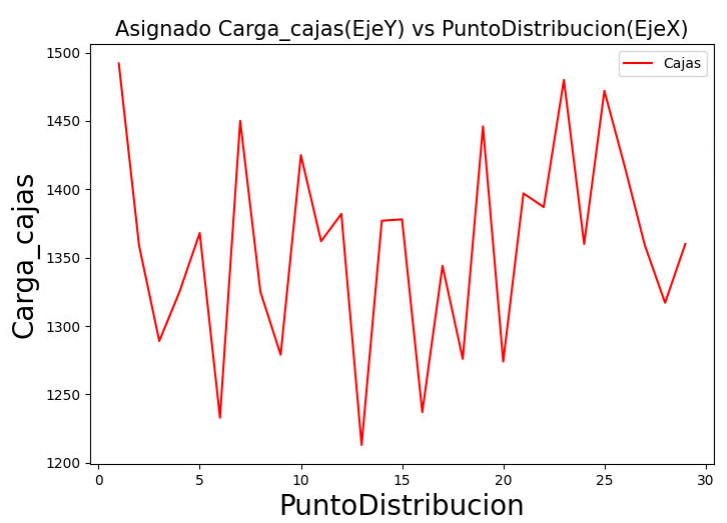 Asignado Carga_cajas(EjeY) vs PuntoDistribucion(EjeX)
Cajas
Carga_cajas
1500
1450
1400
1350
1300
1250
1200
0 5 10 15 20 25 30
PuntoDistribucion